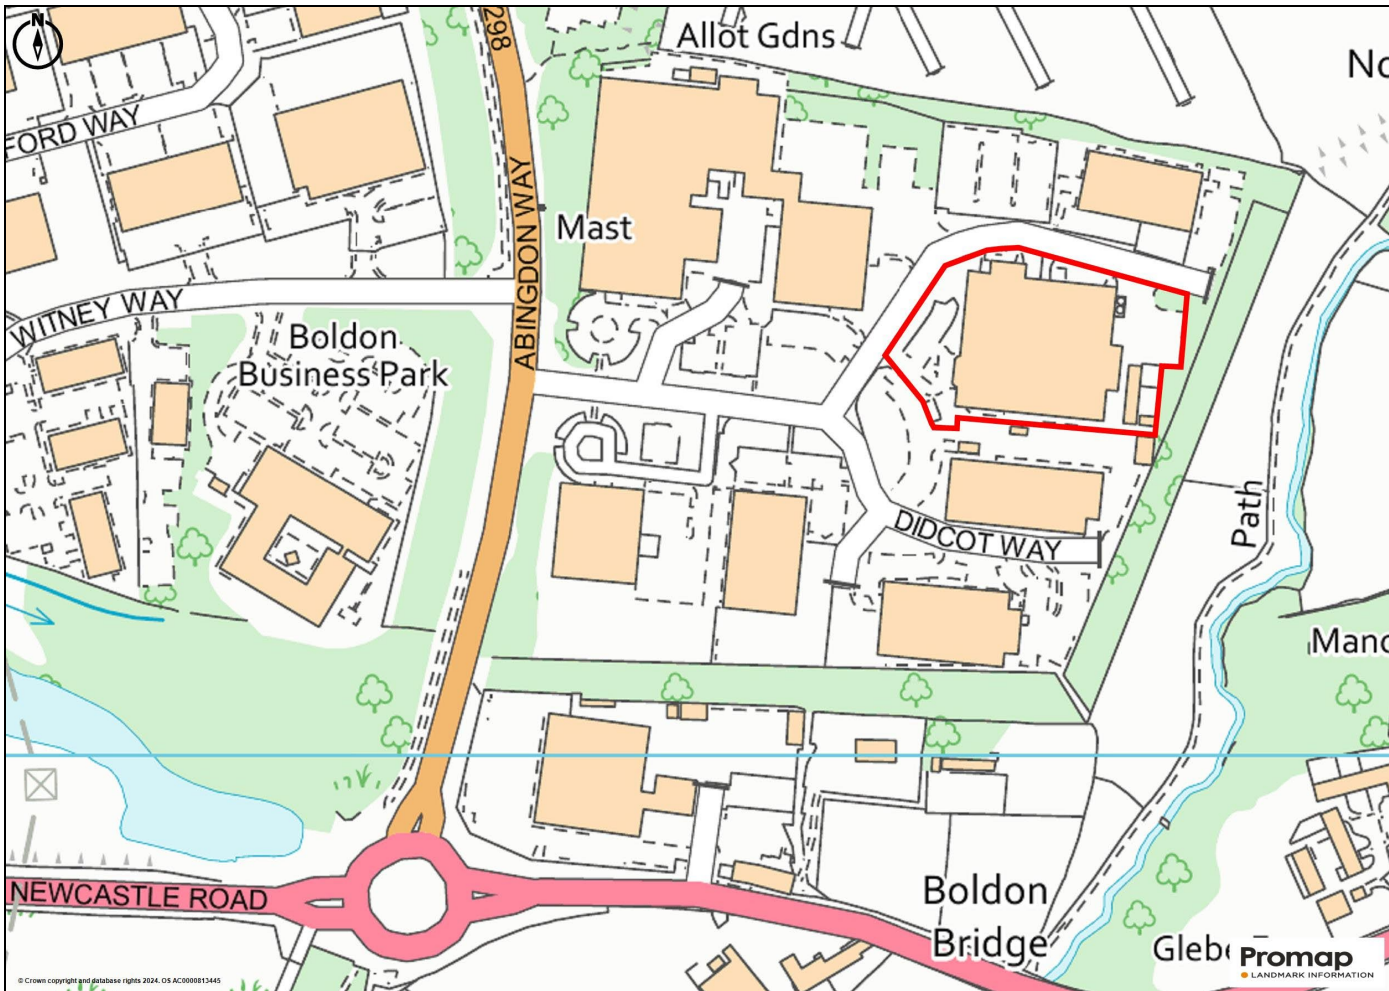 N
298
Allot Gdns
FORD WAY
ABINGDON WAY
Mast
WITNEY WAY
Boldon
Business Park
Path
DIDCOT WAY
NEWCASTLE ROAD
Boldon
Bridge
Glebe
Promap
LANDMARK INFORMATION
© Crown copyright and database rights 2024. OS AC0000813445